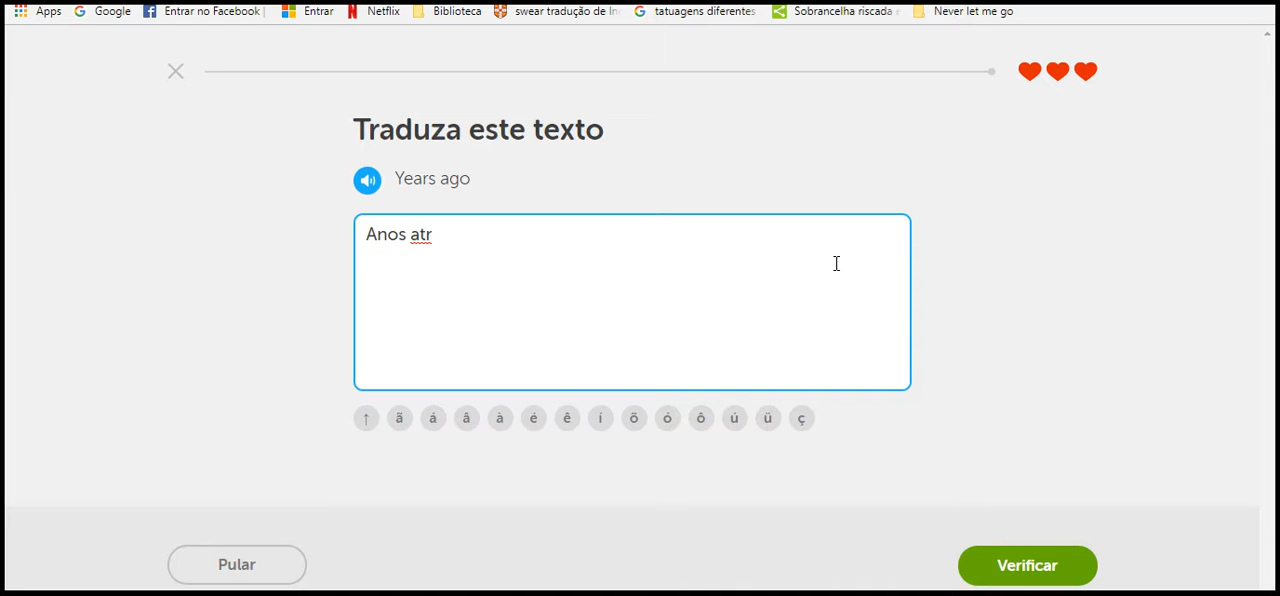 Apps Google Entrar no Facebook Entrar Netflix Biblioteca swear tradução de In tatuagens diferentes Sobrancelha riscada Never let me go
Traduza este texto
Years ago
Anos atr
↑ ã á â à é ê í õ ó ô ú ü ç
Pular Verificar